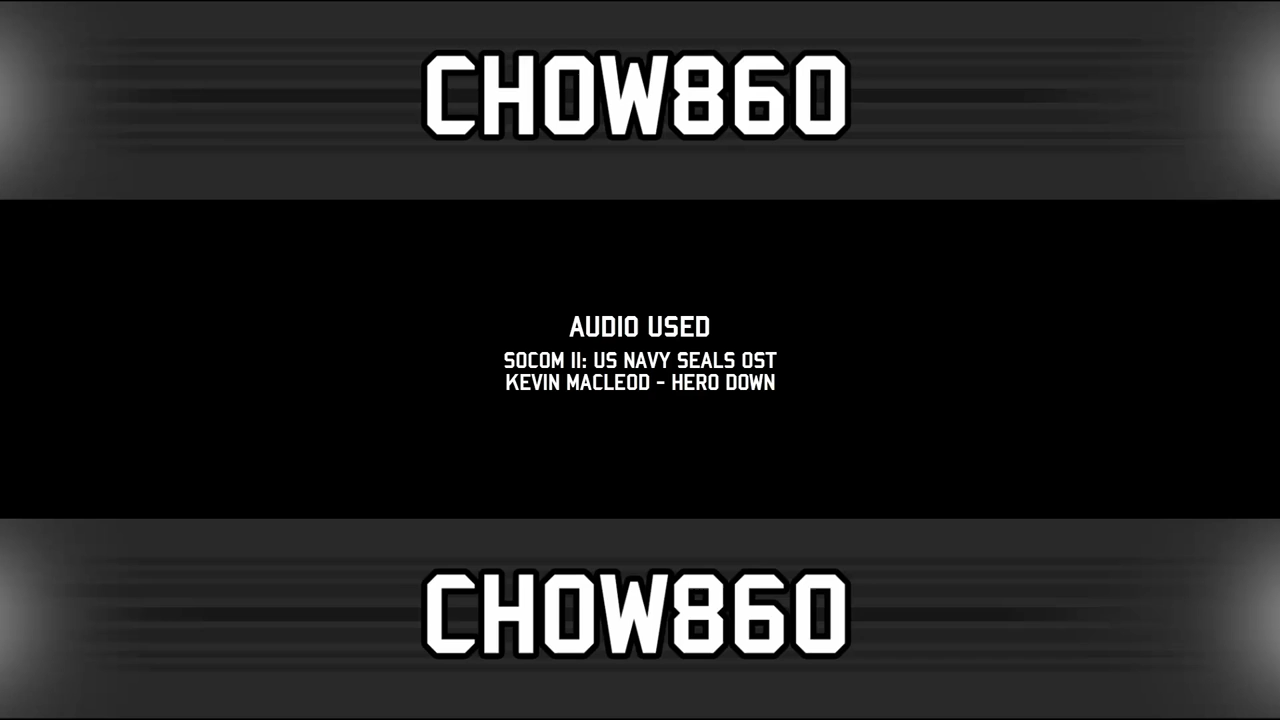 CHOW860
AUDIO USED
SOCOM II: US NAVY SEALS OST
KEVIN MACLEOD - HERO DOWN
CHOW860